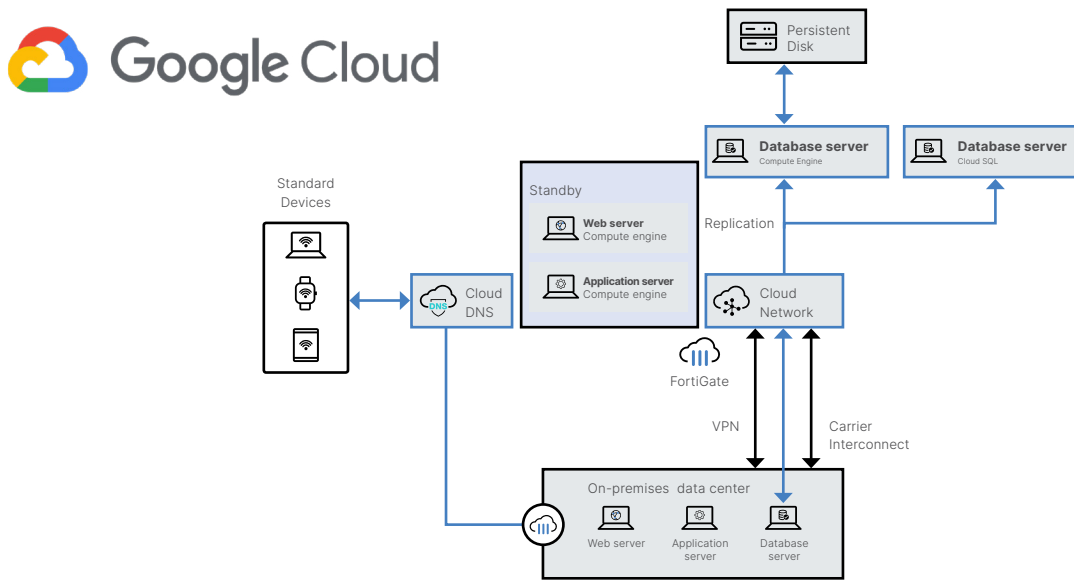 Google Cloud
Persistent
Disk
Database server
Compute Engine
Database server
Cloud SQL
Standard
Devices
Standby
Web server
Compute engine
Application server
Compute engine
Replication
Cloud
DNS
DNS
Cloud
Network
FortiGate
VPN
Carrier
Interconnect
On-premises data center
Web server
Application
server
Database
server